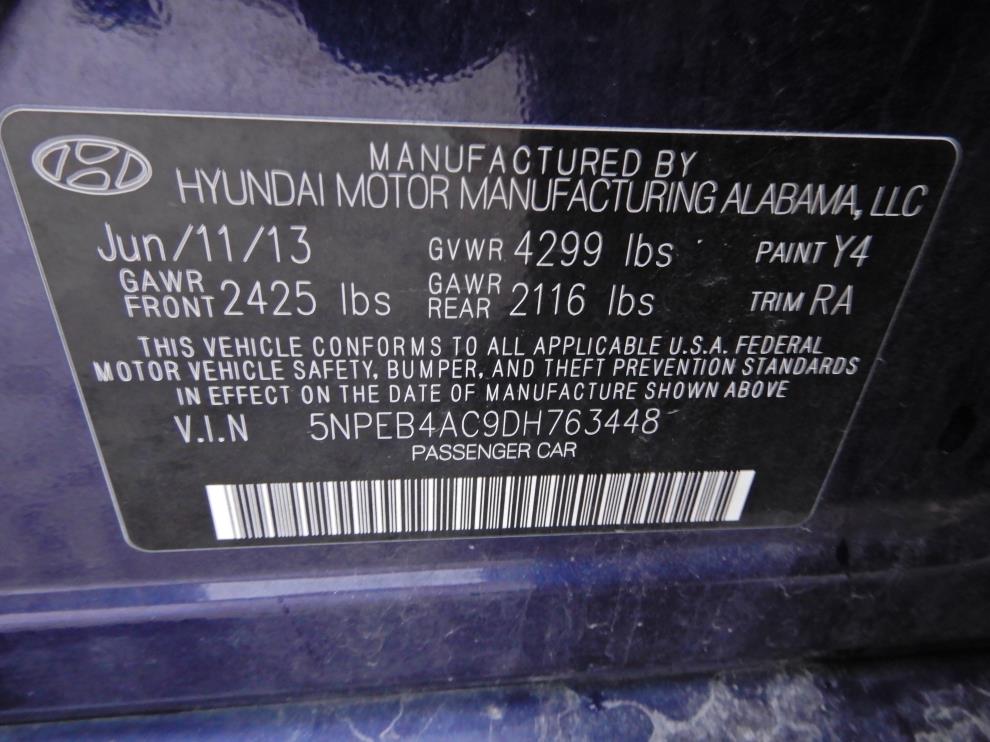 MANUFACTURED BY
HYUNDAI MOTOR MANUFACTURING ALABAMA, LLC
Jun/11/13 GVWR 4299 lbs PAINT Y4
GAWR FRONT 2425 lbs GAWR REAR 2116 lbs TRIM RA
THIS VEHICLE CONFORMS TO ALL APPLICABLE U.S.A. FEDERAL
MOTOR VEHICLE SAFETY, BUMPER, AND THEFT PREVENTION STANDARDS
IN EFFECT ON THE DATE OF MANUFACTURE SHOWN ABOVE
V.I.N 5NPEB4AC9DH763448
PASSENGER CAR